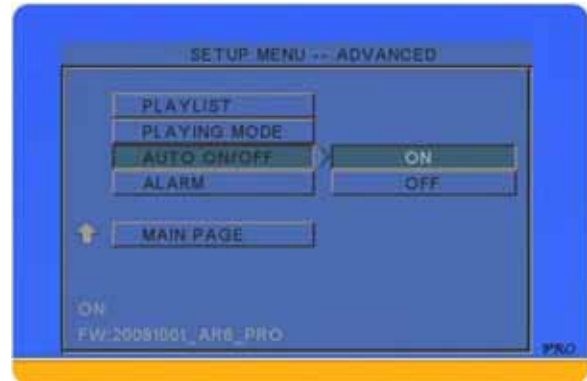 SETUP MENU -- ADVANCED
PLAYLIST
PLAYING MODE
AUTO ON/OFF
ON
ALARM
OFF
MAIN PAGE
ON
FW:20081001_AR6_PRO
PRO